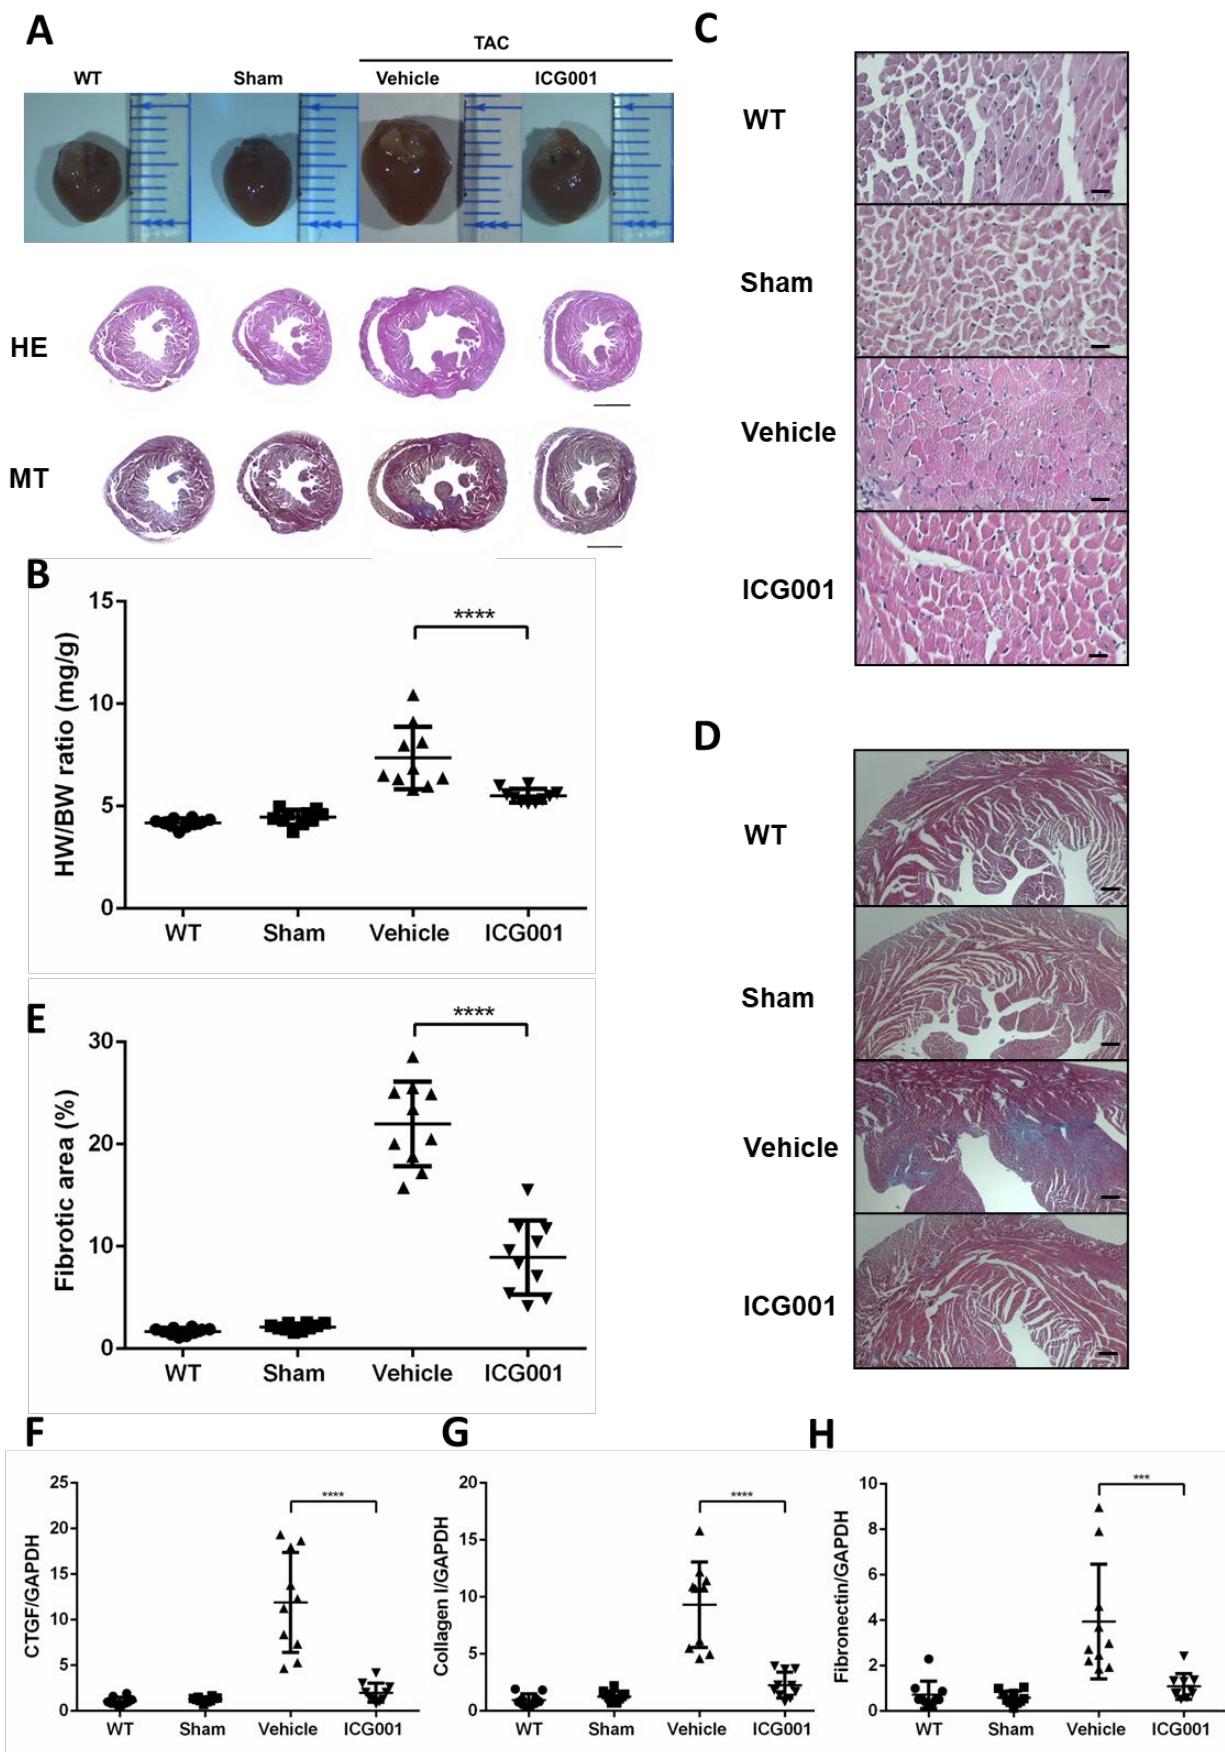 A
TAC
WT Sham Vehicle ICG001
HE
MT
B
HW/BW ratio (mg/g)
15
10
5
0
****
WT Sham Vehicle ICG001
C
WT
Sham
Vehicle
ICG001
D
WT
Sham
Vehicle
ICG001
E
Fibrotic area (%)
30
20
10
0
****
WT Sham Vehicle ICG001
F
CTGF/GAPDH
25
20
15
10
5
0
****
WT Sham Vehicle ICG001
G
Collagen I/GAPDH
20
15
10
5
0
****
WT Sham Vehicle ICG001
H
Fibronectin/GAPDH
10
8
6
4
2
0
***
WT Sham Vehicle ICG001